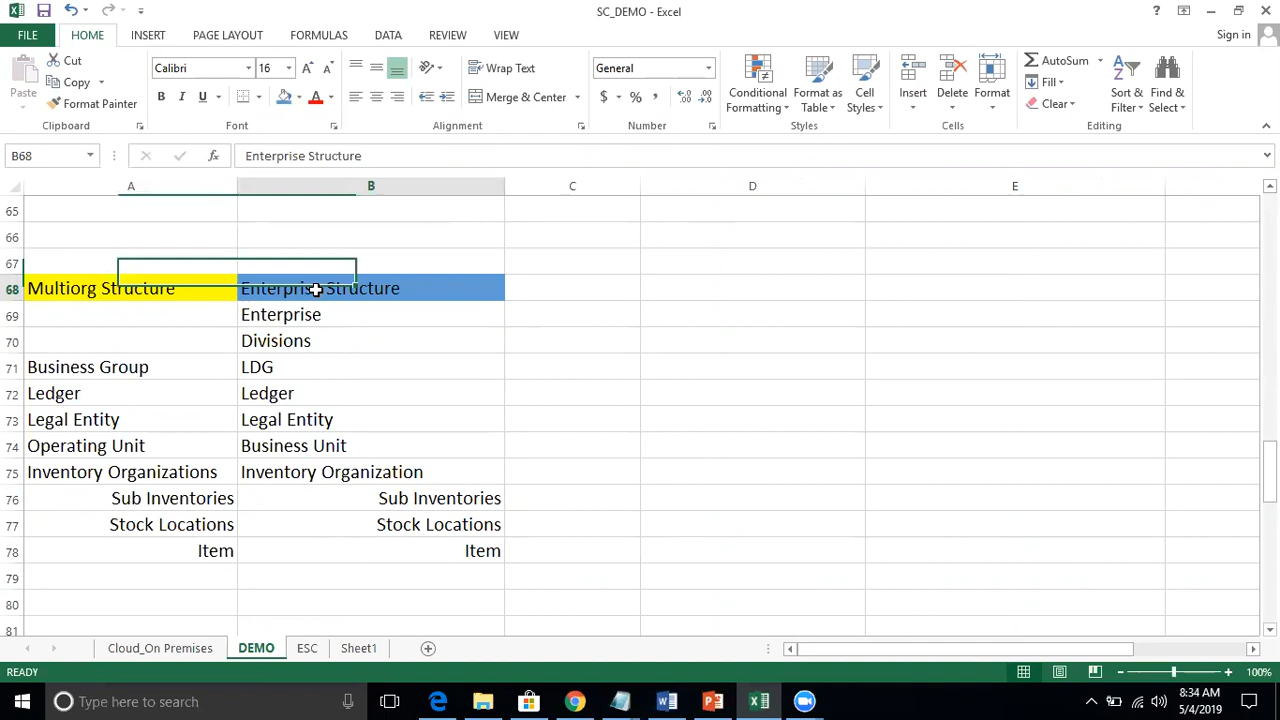 SC_DEMO - Excel
?
FILE HOME INSERT PAGE LAYOUT FORMULAS DATA REVIEW VIEW Sign in
Paste Cut Calibri 16 Wrap Text General Conditional Formatting Format as Table Cell Styles Insert Delete Format AutoSum Sort & Filter Find & Select
Copy Fill
Format Painter B I U A Merge & Center $ % , Clear
Clipboard Font Alignment Number Styles Cells Editing
B68 fx Enterprise Structure
A B C D E
65
66
67
68 Multiorg Structure Enterprise Structure
69 Enterprise
70 Divisions
71 Business Group LDG
72 Ledger Ledger
73 Legal Entity Legal Entity
74 Operating Unit Business Unit
75 Inventory Organizations Inventory Organization
76 Sub Inventories Sub Inventories
77 Stock Locations Stock Locations
78 Item Item
79
80
81
Cloud_On Premises DEMO ESC Sheet1
READY 100%
Type here to search 8:34 AM
5/4/2019